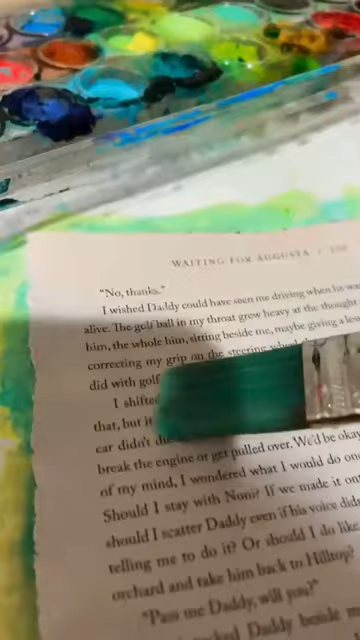 WAITING FOR AUGUSTA /
"No, thanks."
I wished Daddy could have seen me driving when he was
alive. The golf ball in my throat grew heavy at the thought
him, the whole him, sitting beside me, maybe giving a
correcting my grip on the steering wheel
did with golf
I shifted
that, but it
car didn't
break the engine or get pulled over. We'd be okay
of my mind, I wondered what I would do
Should I stay with Noni? If we made it
should I scatter Daddy even if his voice
telling me to do it? Or should I do like
orchard and take him back to Hilltop?
"Pass me Daddy, will you?"
Daddy beside